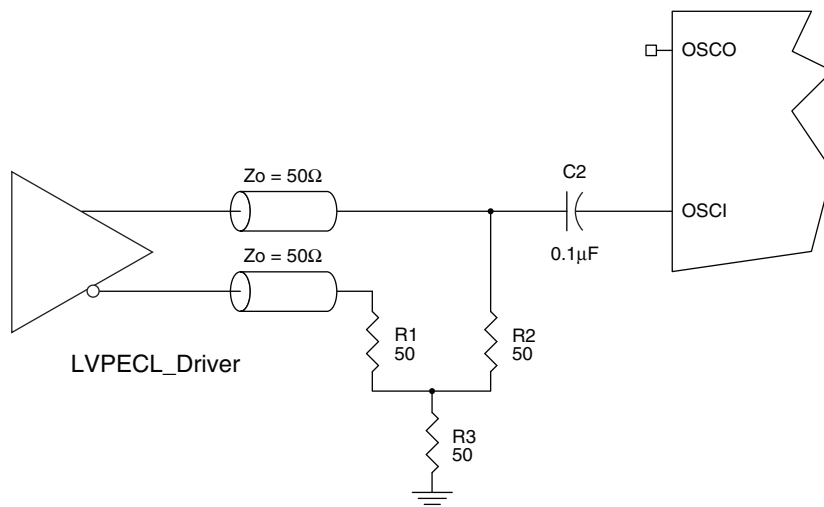 OSCO
Zo = 50Ω
C2
OSCI
0.1μF
Zo = 50Ω
R1
50
R2
50
LVPECL_Driver
R3
50